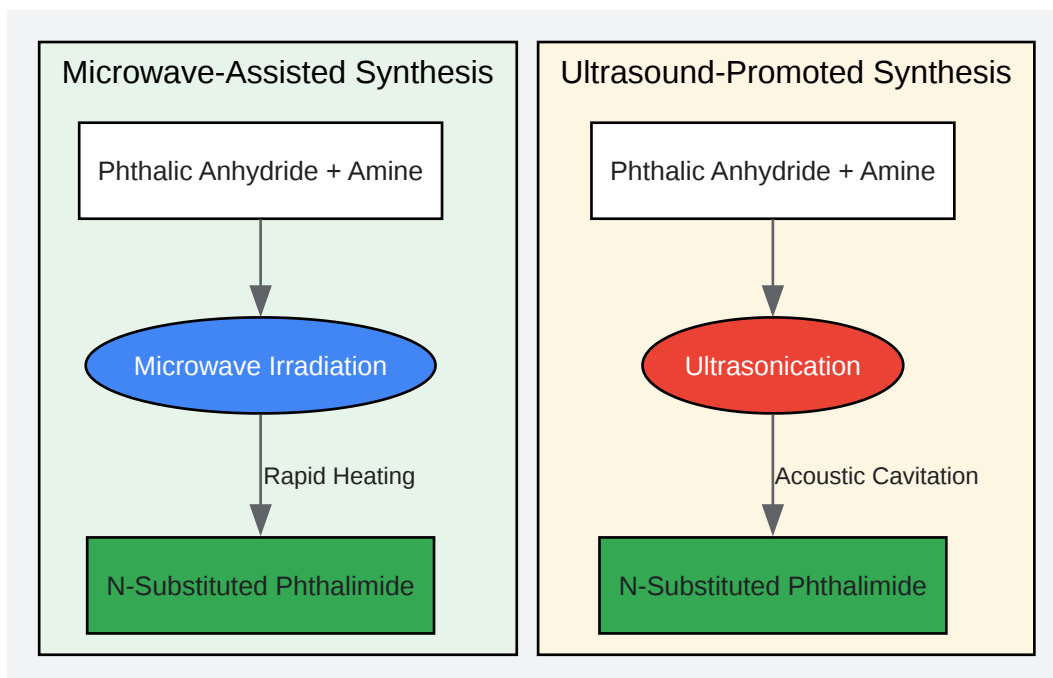 Microwave-Assisted Synthesis
Phthalic Anhydride + Amine
Microwave Irradiation
Rapid Heating
N-Substituted Phthalimide
Ultrasound-Promoted Synthesis
Phthalic Anhydride + Amine
Ultrasonication
Acoustic Cavitation
N-Substituted Phthalimide